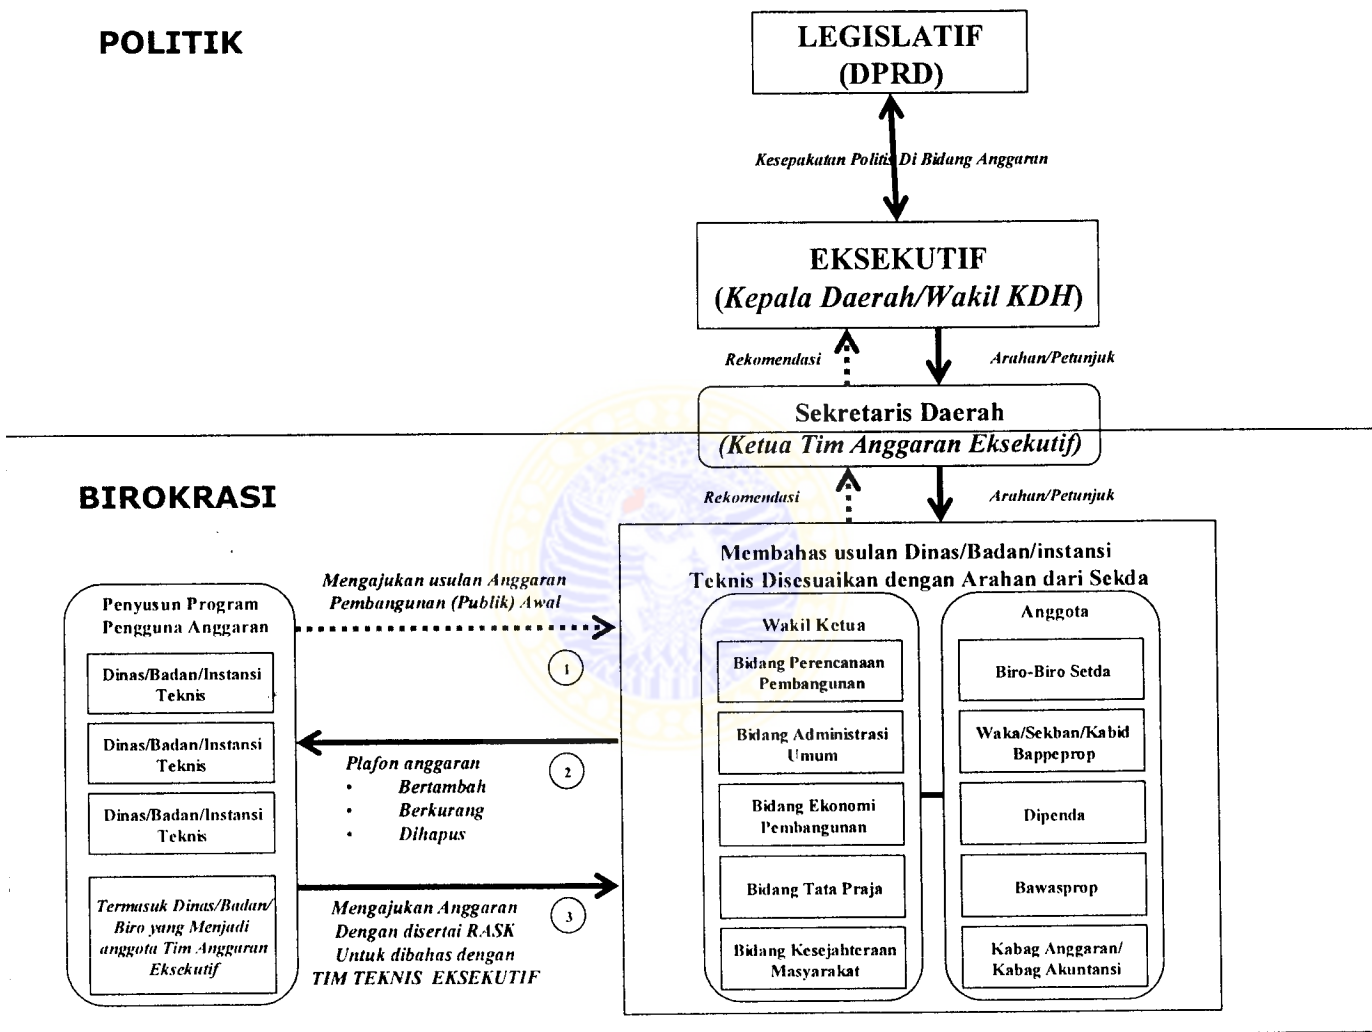 POLITIK
LEGISLATIF
(DPRD)
Kesepakatan Politis Di Bidang Anggaran
EKSEKUTIF
(Kepala Daerah/Wakil KDH)
Rekomendasi
Arahan/Petunjuk
Sekretaris Daerah
(Ketua Tim Anggaran Eksekutif)
BIROKRASI
Rekomendasi
Arahan/Petunjuk
Membahas usulan Dinas/Badan/instansi
Teknis Disesuaikan dengan Arahan dari Sekda
Penyusun Program
Pengguna Anggaran
Dinas/Badan/Instansi
Teknis
Dinas/Badan/Instansi
Teknis
Dinas/Badan/Instansi
Teknis
Termasuk Dinas/Badan/
Biro yang Menjadi
anggota Tim Anggaran
Eksekutif
Mengajukan usulan Anggaran
Pembangunan (Publik) Awal
1
2
Plafon anggaran
• Bertambah
• Berkurang
• Dihapus
3
Mengajukan Anggaran
Dengan disertai RASK
Untuk dibahas dengan
TIM TEKNIS EKSEKUTIF
Wakil Ketua
Bidang Perencanaan
Pembangunan
Bidang Administrasi
Umum
Bidang Ekonomi
Pembangunan
Bidang Tata Praja
Bidang Kesejahteraan
Masyarakat
Anggota
Biro-Biro Setda
Waka/Sekban/Kabid
Bappeprop
Dipenda
Bawasprop
Kabag Anggaran/
Kabag Akuntansi